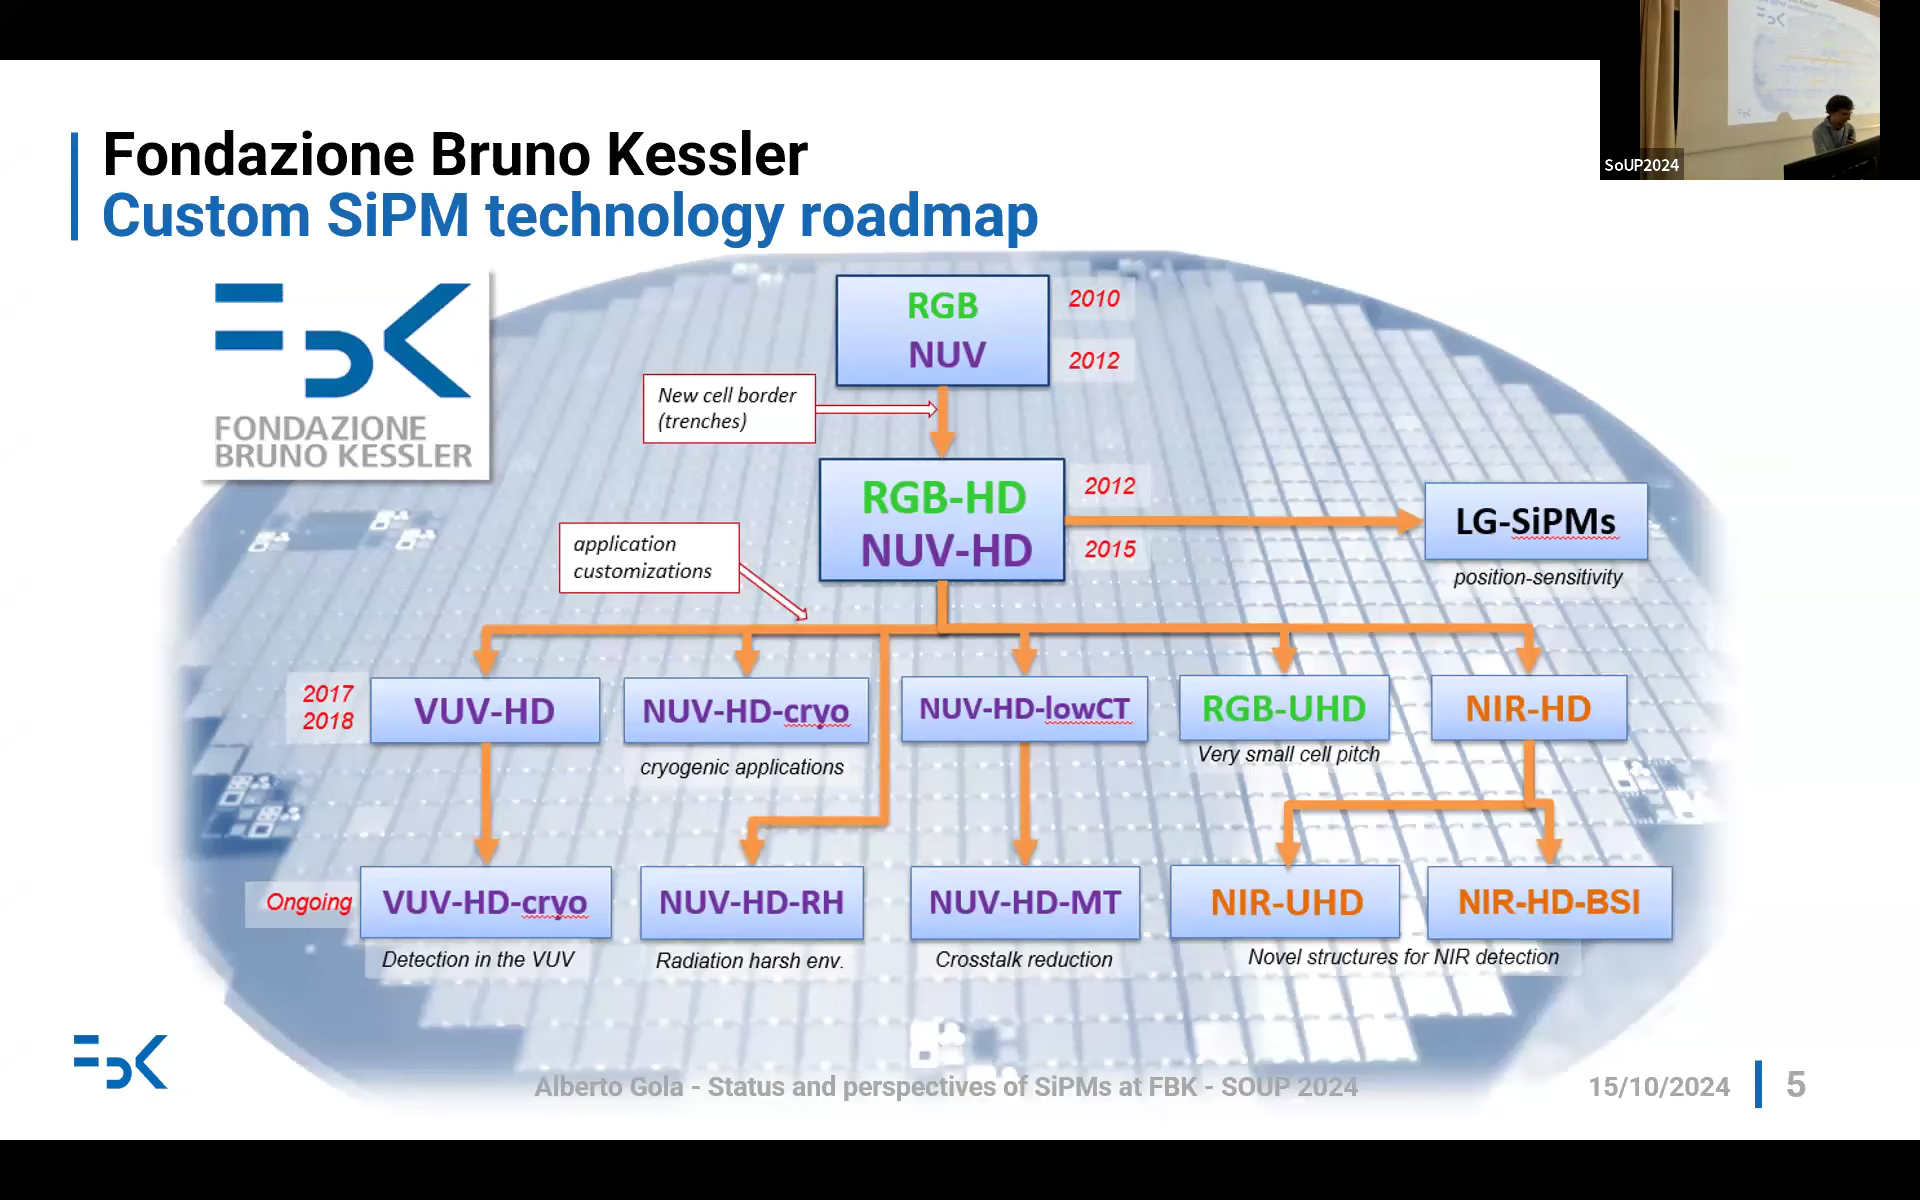 SoUP2024
Fondazione Bruno Kessler
Custom SiPM technology roadmap
FBK
FONDAZIONE
BRUNO KESSLER
RGB
NUV
2010
2012
New cell border
(trenches)
RGB-HD
NUV-HD
2012
2015
LG-SiPMs
position-sensitivity
application
customizations
2017
2018
VUV-HD
NUV-HD-cryo
cryogenic applications
NUV-HD-lowCT
RGB-UHD
Very small cell pitch
NIR-HD
Ongoing
VUV-HD-cryo
Detection in the VUV
NUV-HD-RH
Radiation harsh env.
NUV-HD-MT
Crosstalk reduction
NIR-UHD
NIR-HD-BSI
Novel structures for NIR detection
FBK
Alberto Gola - Status and perspectives of SiPMs at FBK - SOUP 2024
15/10/2024
5